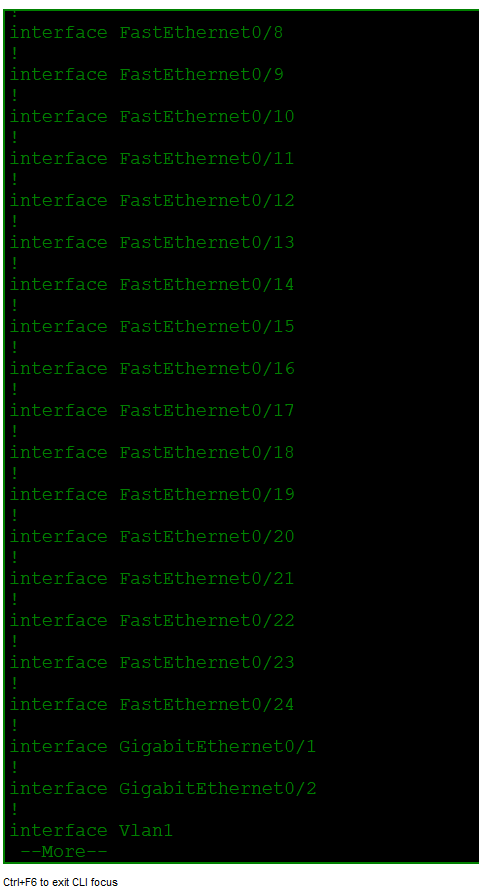 !
interface FastEthernet0/8
!
interface FastEthernet0/9
!
interface FastEthernet0/10
!
interface FastEthernet0/11
!
interface FastEthernet0/12
!
interface FastEthernet0/13
!
interface FastEthernet0/14
!
interface FastEthernet0/15
!
interface FastEthernet0/16
!
interface FastEthernet0/17
!
interface FastEthernet0/18
!
interface FastEthernet0/19
!
interface FastEthernet0/20
!
interface FastEthernet0/21
!
interface FastEthernet0/22
!
interface FastEthernet0/23
!
interface FastEthernet0/24
!
interface GigabitEthernet0/1
!
interface GigabitEthernet0/2
!
interface Vlan1
--More--
Ctrl+F6 to exit CLI focus